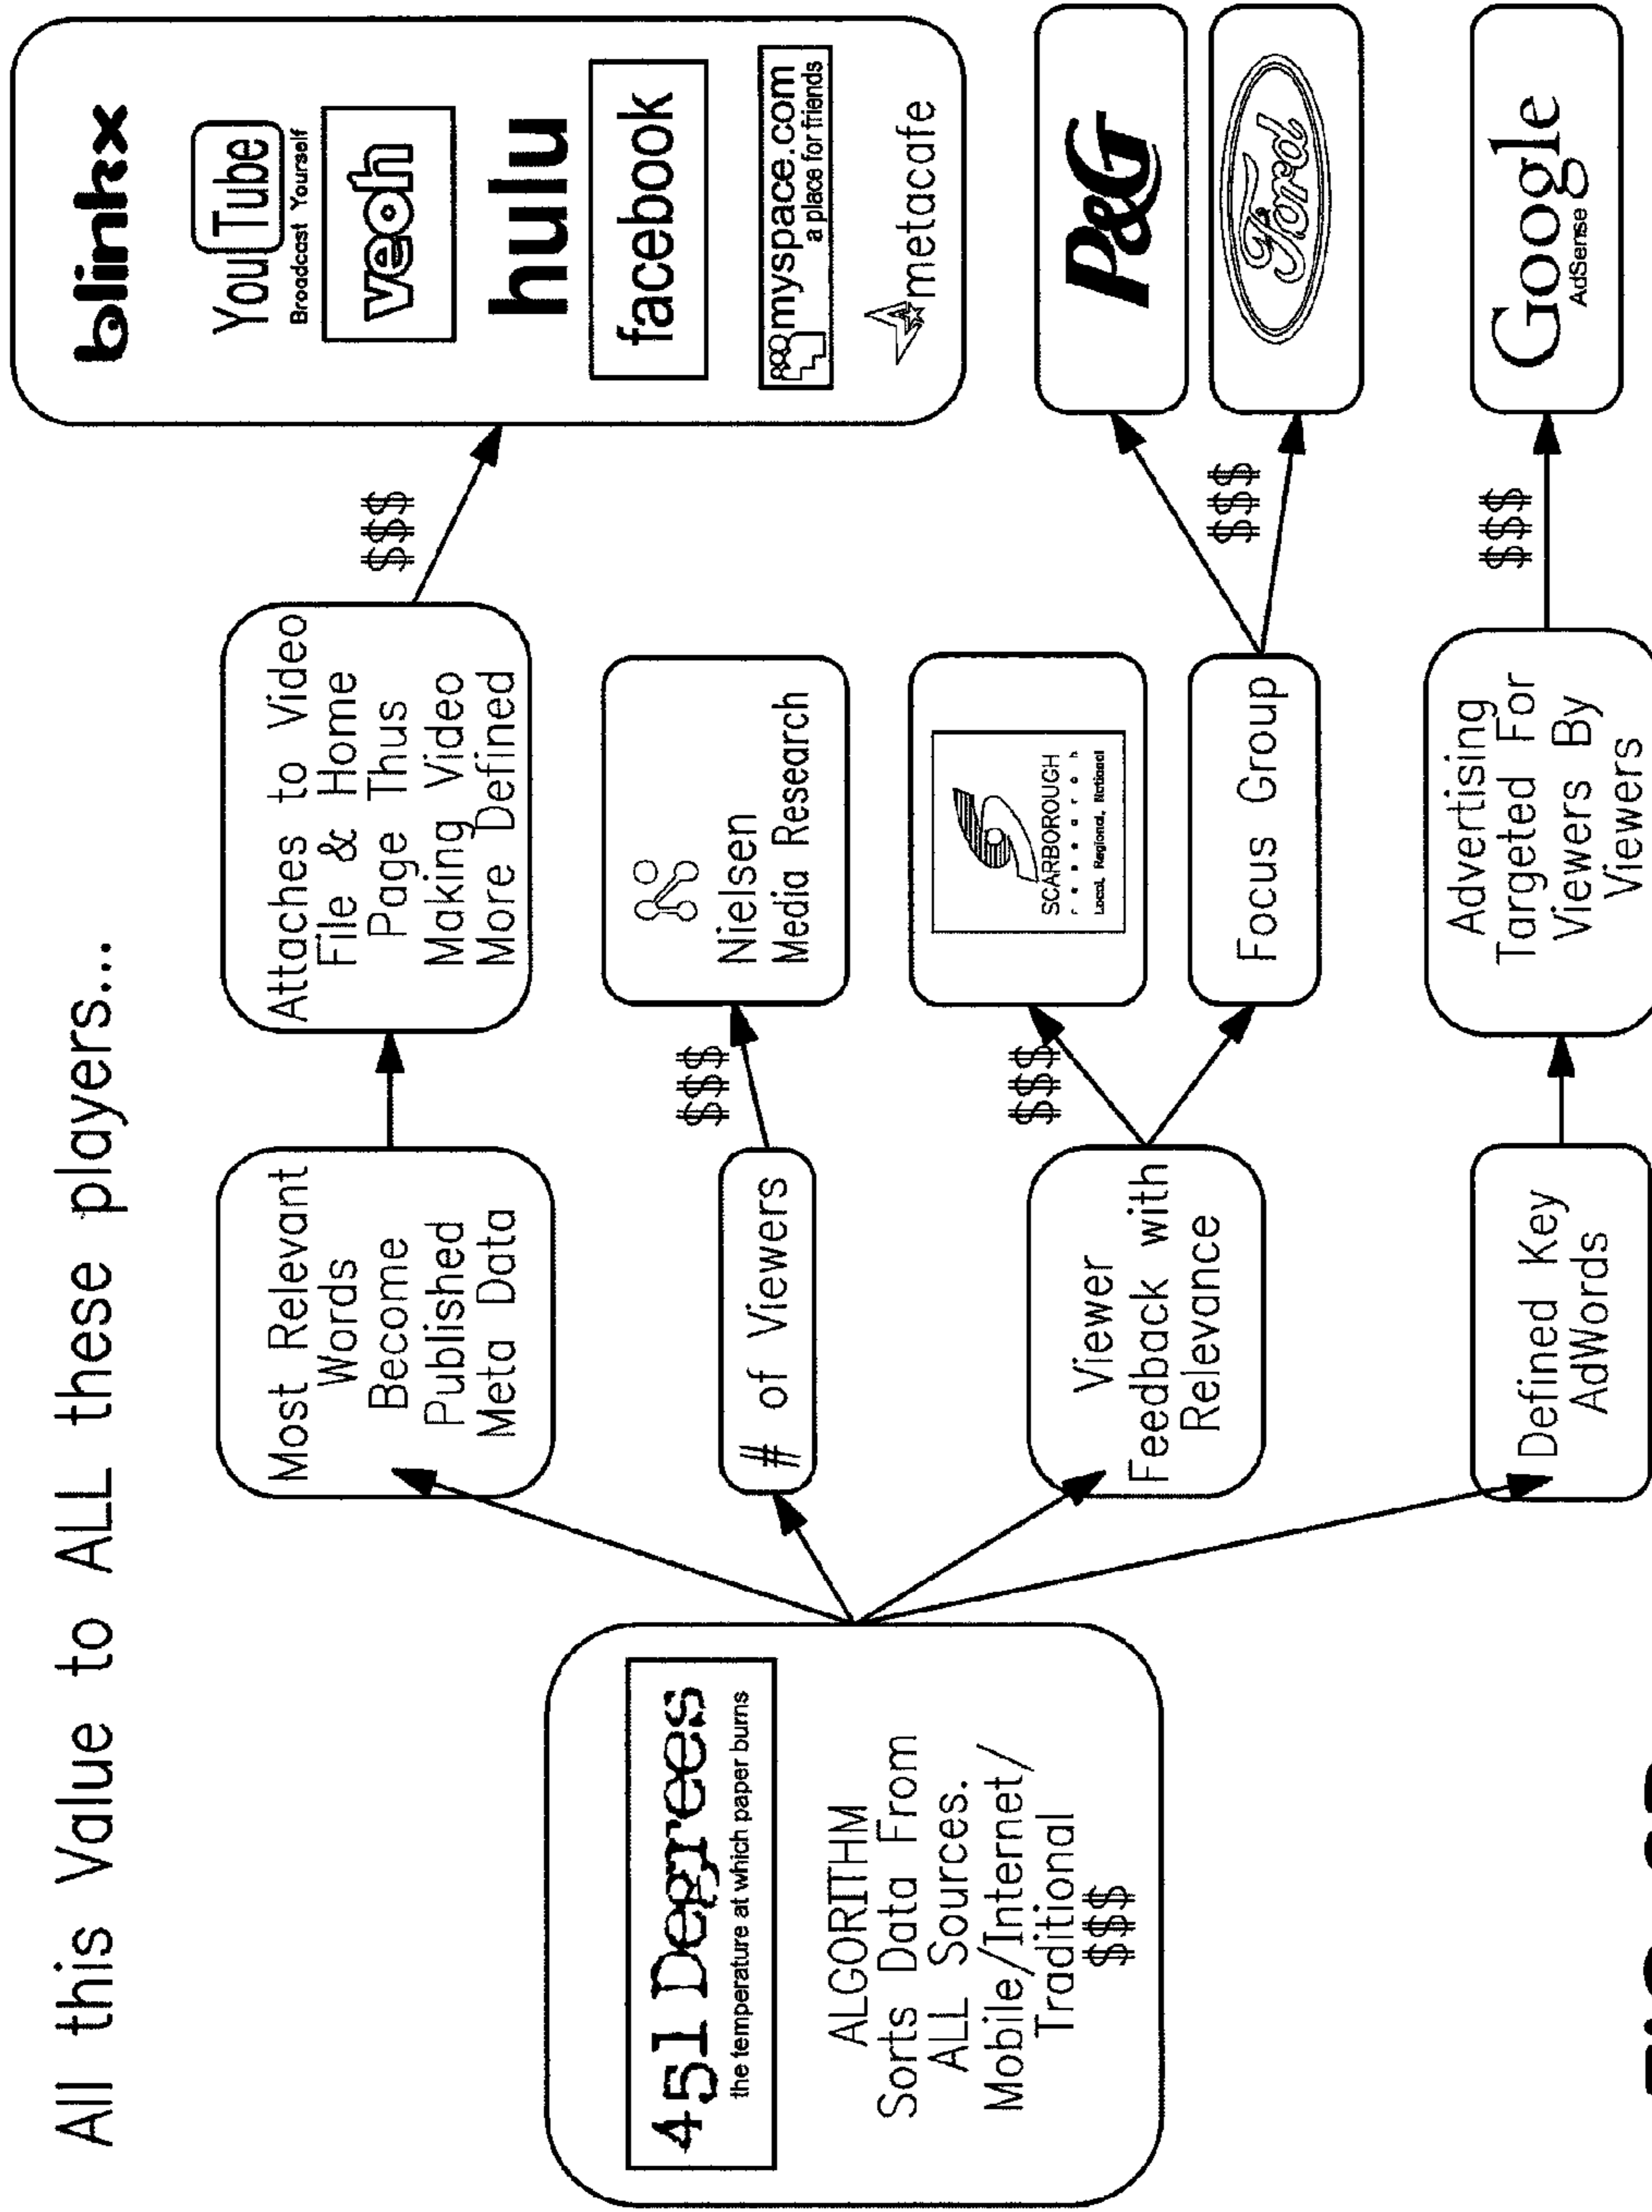 All this Value to ALL these players...
451 Degrees
the temperature at which paper burns
ALGORITHM
Sorts Data From
ALL Sources.
Mobile/Internet/
Traditional
$$$
Most Relevant
Words
Become
Published
Meta Data
Attaches to Video
File & Home
Page Thus
Making Video
More Defined
$$$
blinkx
YouTube
Broadcast Yourself
veoh
hulu
facebook
myspace.com
a place for friends
metacafe
# of Viewers
$$$
Nielsen
Media Research
Viewer
Feedback with
Relevance
$$$
SCARBOROUGH
research
Local, Regional, National
Focus Group
$$$
P&G
Ford
Defined Key
AdWords
Advertising
Targeted For
Viewers By
Viewers
$$$
Google
AdSense